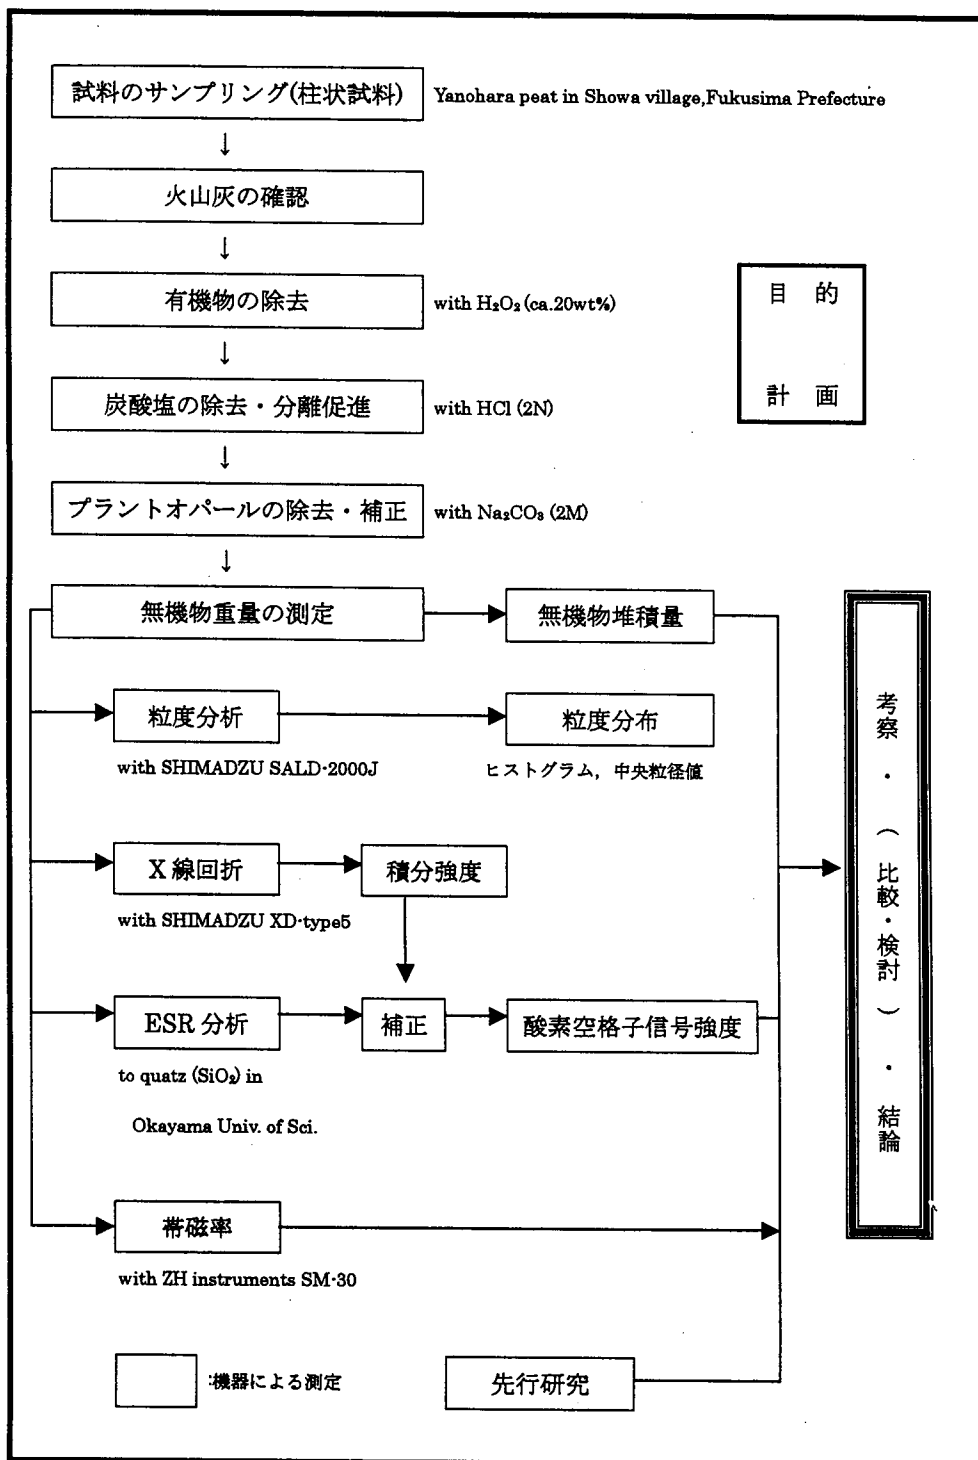 試料のサンプリング(柱状試料)
Yanohara peat in Showa village,Fukusima Prefecture
↓
火山灰の確認
↓
有機物の除去
with H₂O₂ (ca.20wt%)
↓
炭酸塩の除去・分離促進
with HCl (2N)
↓
プラントオパールの除去・補正
with Na₂CO₃ (2M)
↓
目 的
計 画
無機物重量の測定
無機物堆積量
粒度分析
with SHIMADZU SALD-2000J
粒度分布
ヒストグラム, 中央粒径値
X 線回折
with SHIMADZU XD-type5
積分強度
ESR 分析
to quatz (SiO₂) in
Okayama Univ. of Sci.
補正
酸素空格子信号強度
帯磁率
with ZH instruments SM-30
:機器による測定
先行研究
考察・(比較・検討)・結論